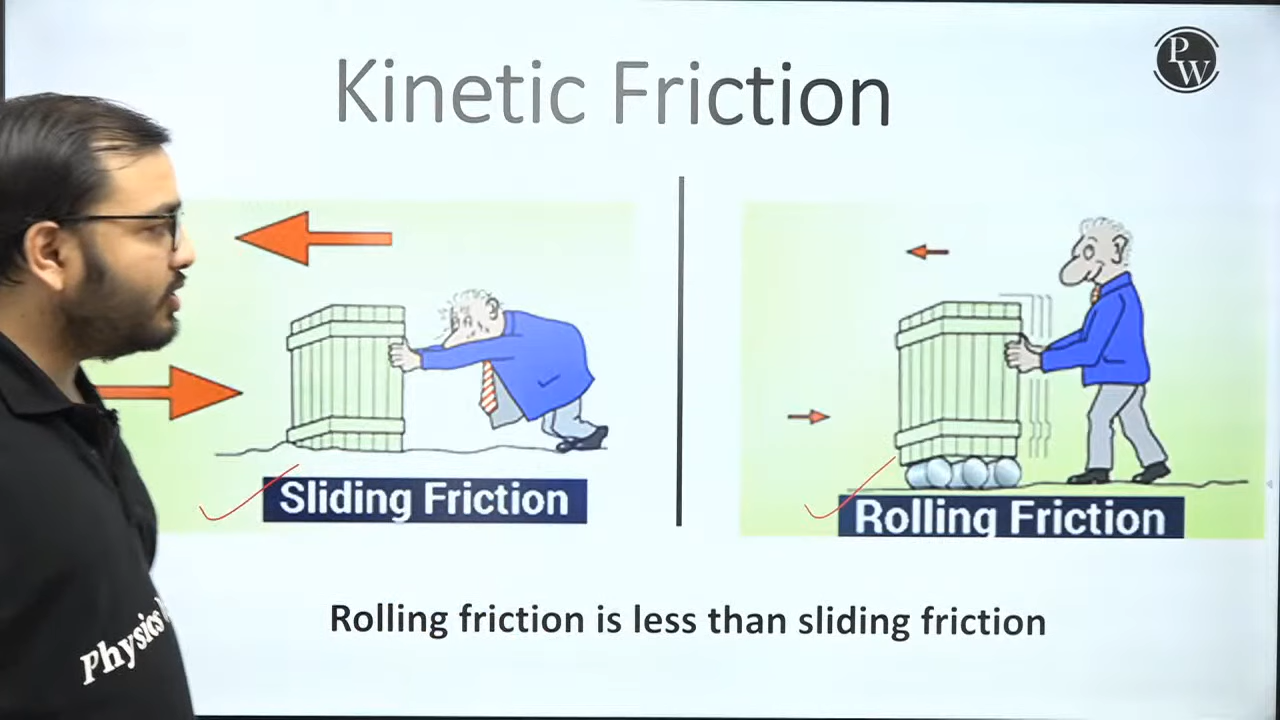 Kinetic Friction
PW
Sliding Friction
Rolling Friction
Rolling friction is less than sliding friction
Physics